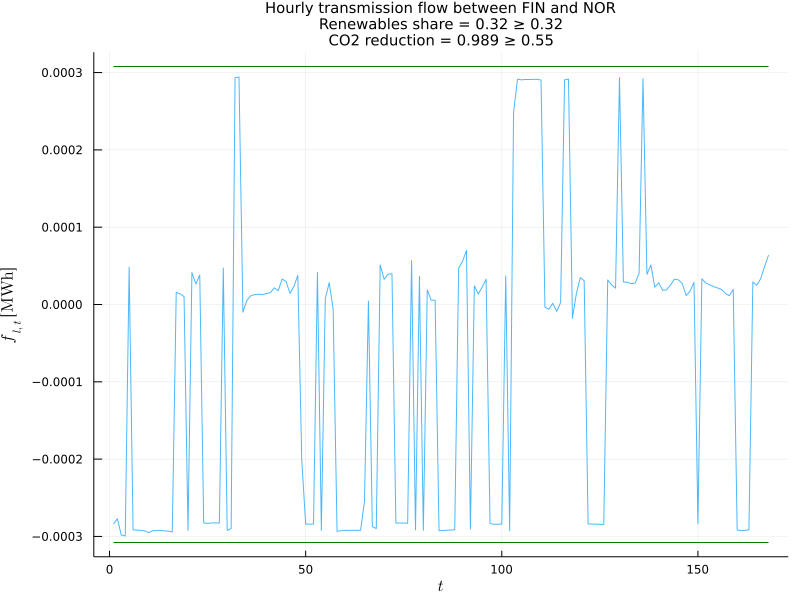 Hourly transmission flow between FIN and NOR
Renewables share = 0.32 ≥ 0.32
CO2 reduction = 0.989 ≥ 0.55
0.0003
0.0002
0.0001
0.0000
−0.0001
−0.0002
−0.0003
f_{l,t} [MWh]
0 50 100 150
t